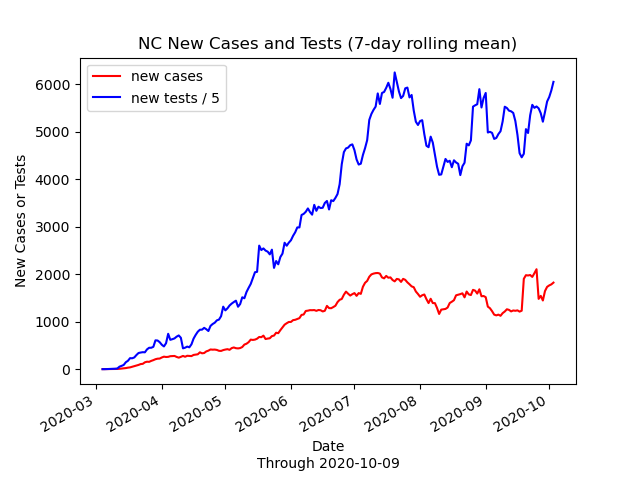 NC New Cases and Tests (7-day rolling mean)
new cases
new tests / 5
New Cases or Tests
6000
5000
4000
3000
2000
1000
0
2020-03
2020-04
2020-05
2020-06
2020-07
2020-08
2020-09
2020-10
Date
Through 2020-10-09